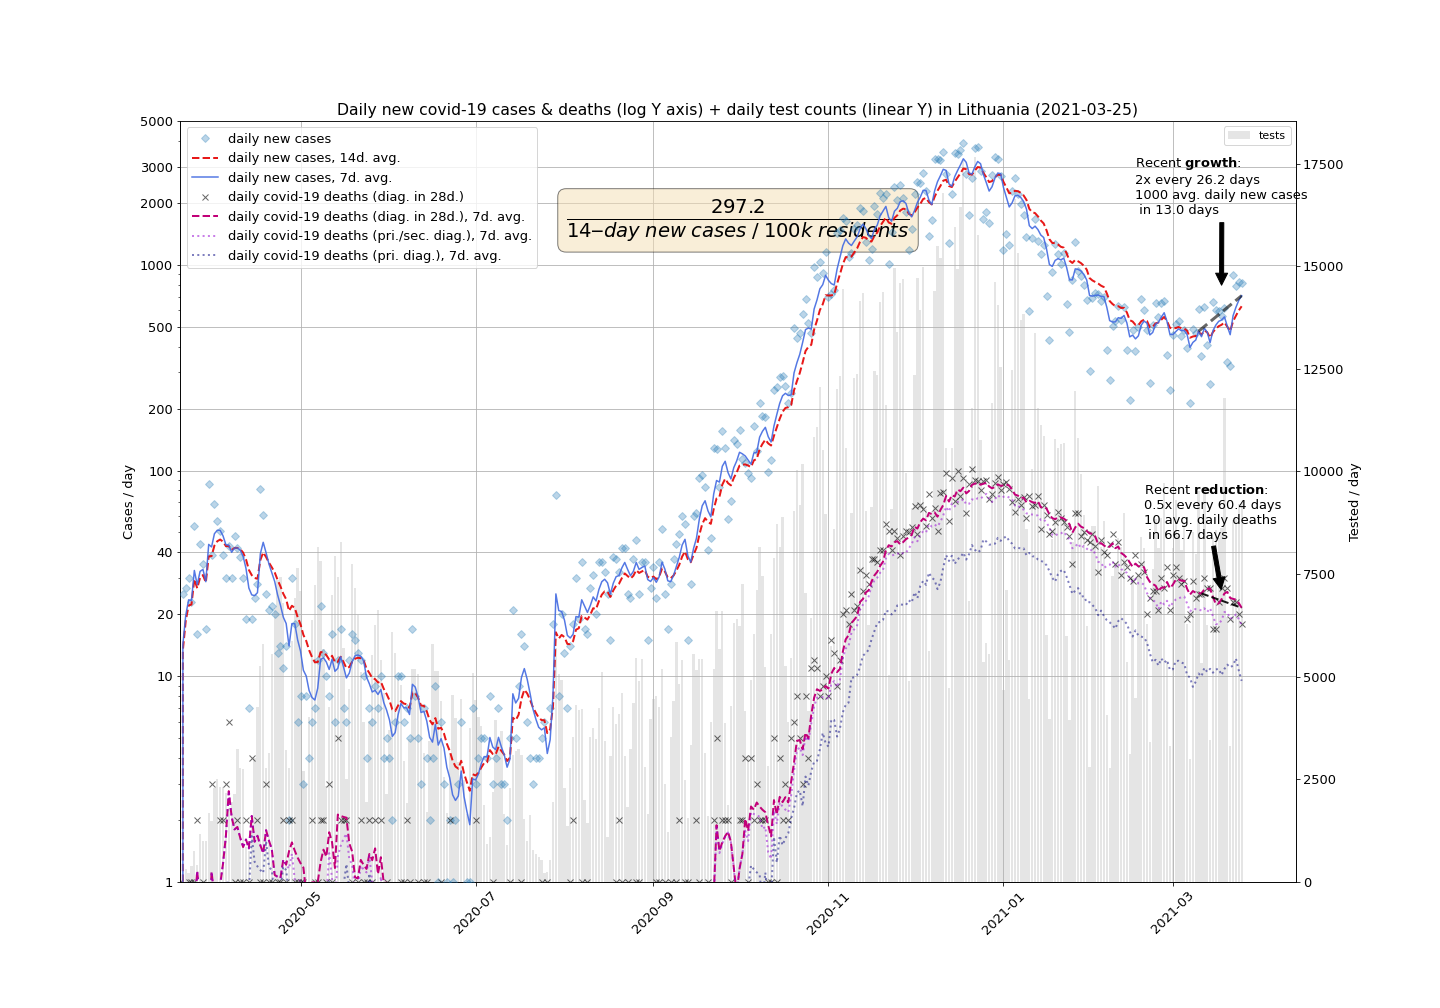 Daily new covid-19 cases & deaths (log Y axis) + daily test counts (linear Y) in Lithuania (2021-03-25)
daily new cases
daily new cases, 14d. avg.
daily new cases, 7d. avg.
daily covid-19 deaths (diag. in 28d.)
daily covid-19 deaths (diag. in 28d.), 7d. avg.
daily covid-19 deaths (pri./sec. diag.), 7d. avg.
daily covid-19 deaths (pri. diag.), 7d. avg.
297.2
14–day new cases / 100k residents
tests
Recent growth:
2x every 26.2 days
1000 avg. daily new cases
in 13.0 days
Recent reduction:
0.5x every 60.4 days
10 avg. daily deaths
in 66.7 days
Cases / day
5000
3000
2000
1000
500
200
100
40
20
10
1
Tested / day
17500
15000
12500
10000
7500
5000
2500
0
2020-05
2020-07
2020-09
2020-11
2021-01
2021-03